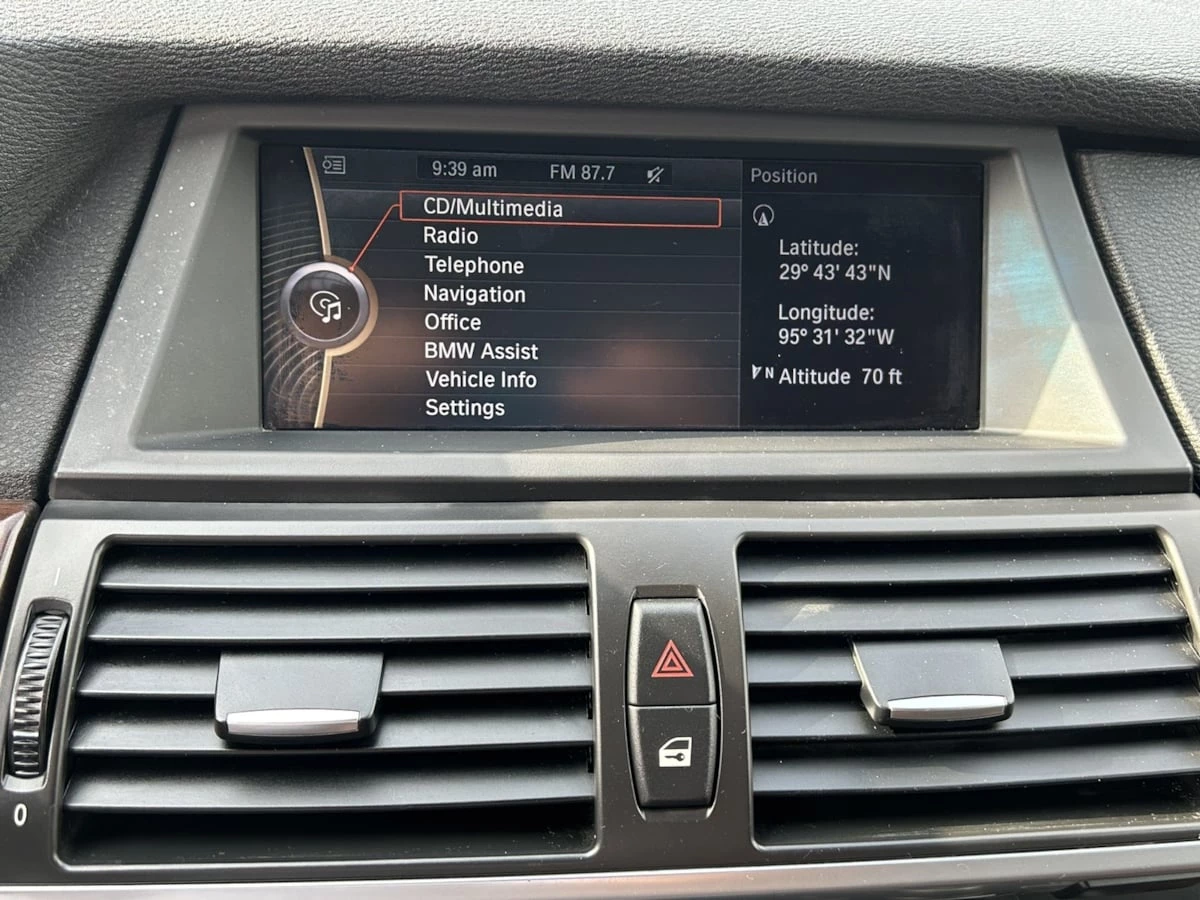 9:39 am FM 87.7
CD/Multimedia
Radio
Telephone
Navigation
Office
BMW Assist
Vehicle Info
Settings
Position
Latitude:
29° 43' 43"N
Longitude:
95° 31' 32"W
N Altitude 70 ft
0